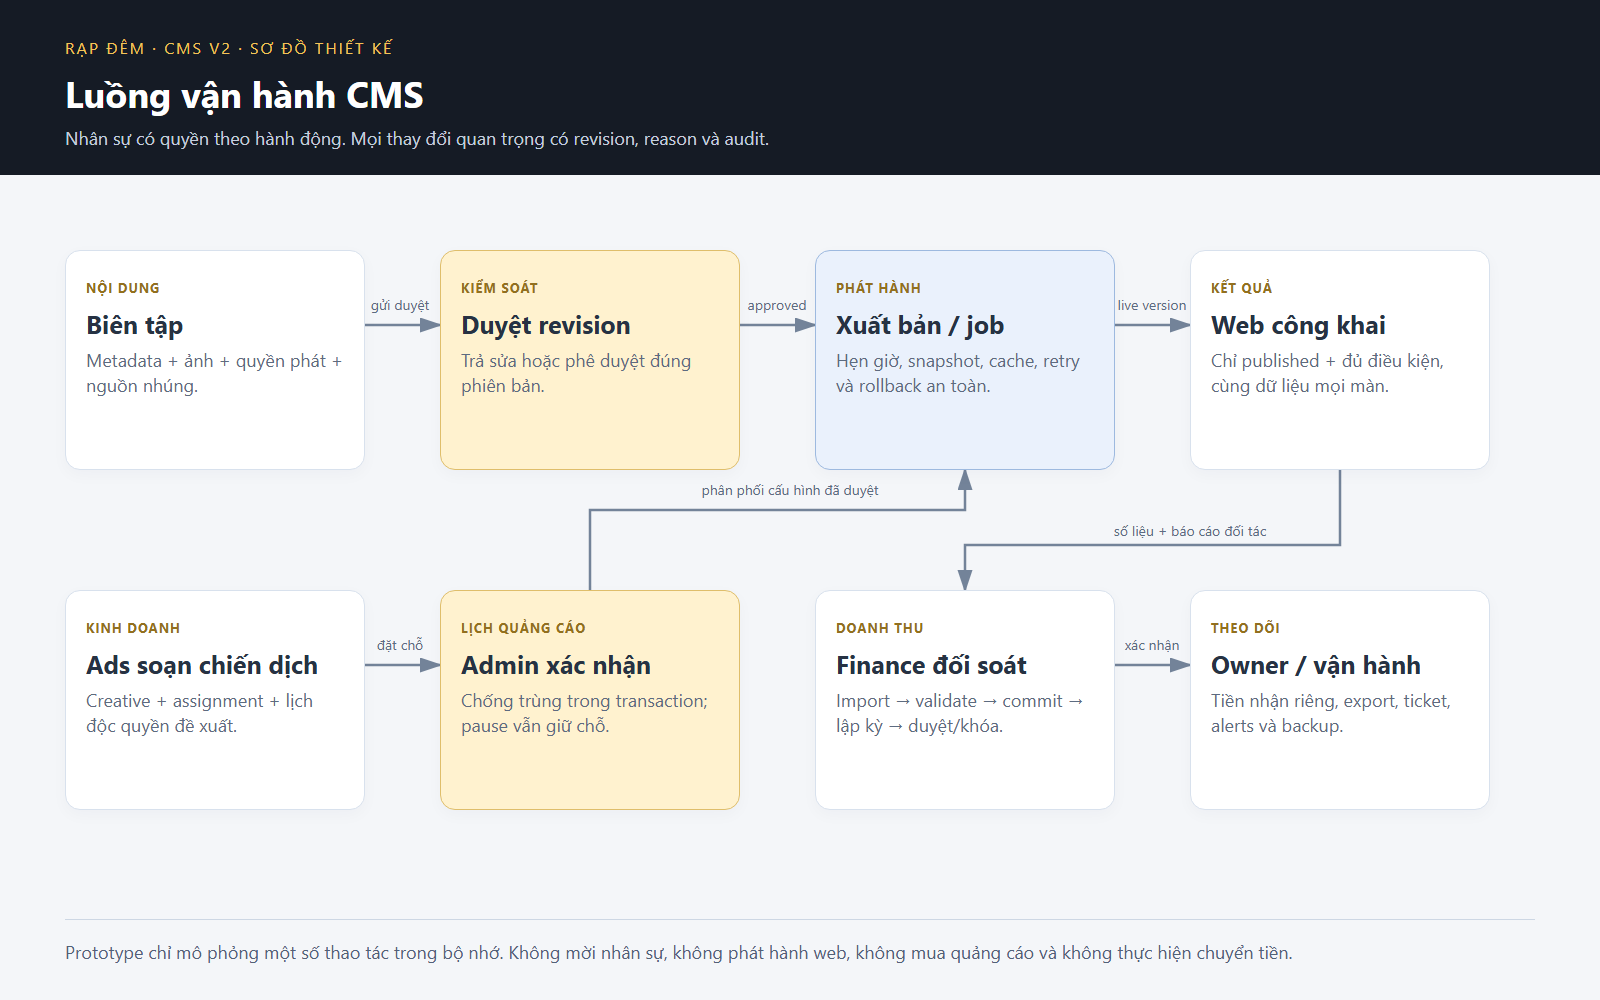 RẠP ĐÊM · CMS V2 · SƠ ĐỒ THIẾT KẾ
Luồng vận hành CMS
Nhân sự có quyền theo hành động. Mọi thay đổi quan trọng có revision, reason và audit.
NỘI DUNG
Biên tập
Metadata + ảnh + quyền phát +
nguồn nhúng.
gửi duyệt
KIỂM SOÁT
Duyệt revision
Trả sửa hoặc phê duyệt đúng
phiên bản.
approved
PHÁT HÀNH
Xuất bản / job
Hẹn giờ, snapshot, cache, retry
và rollback an toàn.
live version
KẾT QUẢ
Web công khai
Chỉ published + đủ điều kiện,
cùng dữ liệu mọi màn.
phân phối cấu hình đã duyệt
số liệu + báo cáo đối tác
KINH DOANH
Ads soạn chiến dịch
Creative + assignment + lịch
độc quyền đề xuất.
đặt chỗ
LỊCH QUẢNG CÁO
Admin xác nhận
Chống trùng trong transaction;
pause vẫn giữ chỗ.
DOANH THU
Finance đối soát
Import → validate → commit →
lập kỳ → duyệt/khóa.
xác nhận
THEO DÕI
Owner / vận hành
Tiền nhận riêng, export, ticket,
alerts và backup.
Prototype chỉ mô phỏng một số thao tác trong bộ nhớ. Không mời nhân sự, không phát hành web, không mua quảng cáo và không thực hiện chuyển tiền.